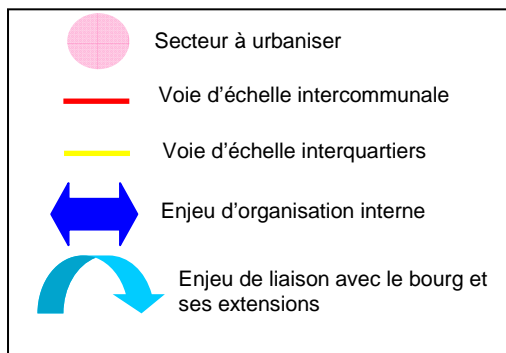 Secteur à urbaniser
Voie d'échelle intercommunale
Voie d'échelle interquartiers
Enjeu d'organisation interne
Enjeu de liaison avec le bourg et
ses extensions